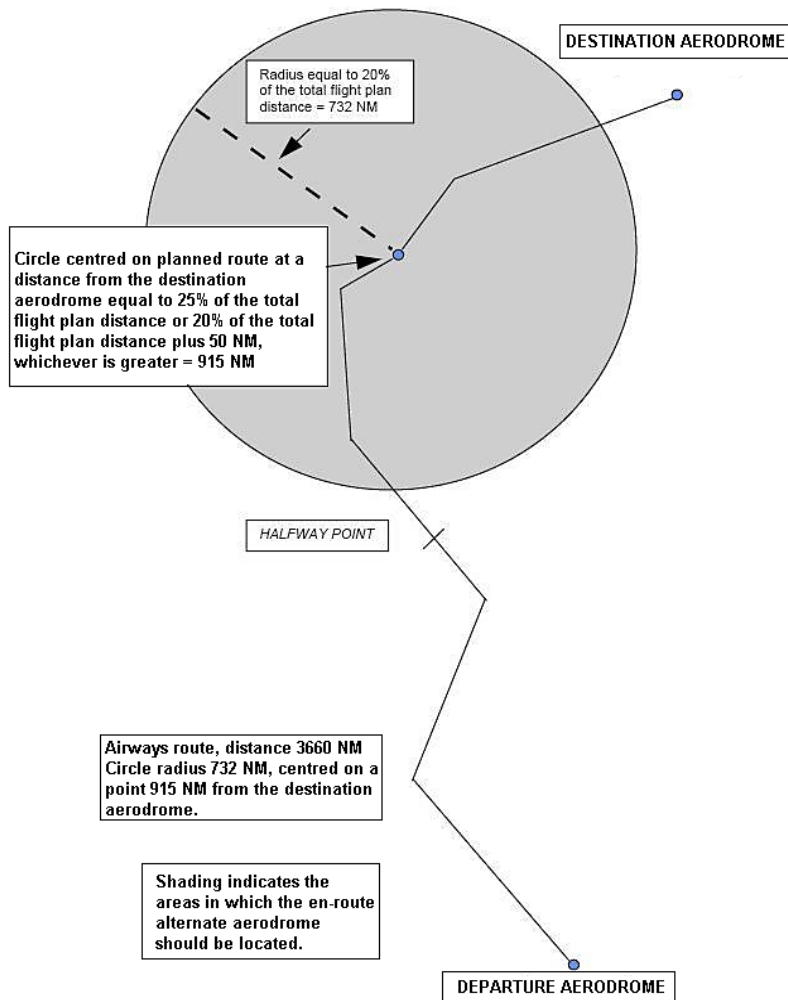 DESTINATION AERODROME
Radius equal to 20%
of the total flight plan
distance = 732 NM
Circle centred on planned route at a
distance from the destination
aerodrome equal to 25% of the total
flight plan distance or 20% of the total
flight plan distance plus 50 NM,
whichever is greater = 915 NM
HALFWAY POINT
Airways route, distance 3660 NM
Circle radius 732 NM, centred on a
point 915 NM from the destination
aerodrome.
Shading indicates the
areas in which the en-route
alternate aerodrome
should be located.
DEPARTURE AERODROME